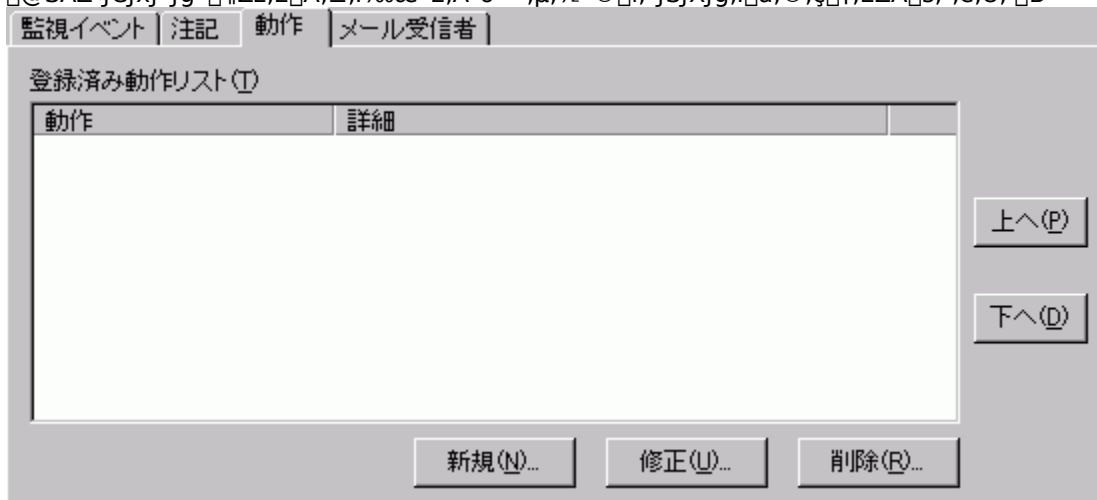 監視イベント 注記 動作 メール受信者
登録済み動作リスト(T)
動作 詳細
上へ(P)
下へ(D)
新規(N)... 修正(U)... 削除(R)...